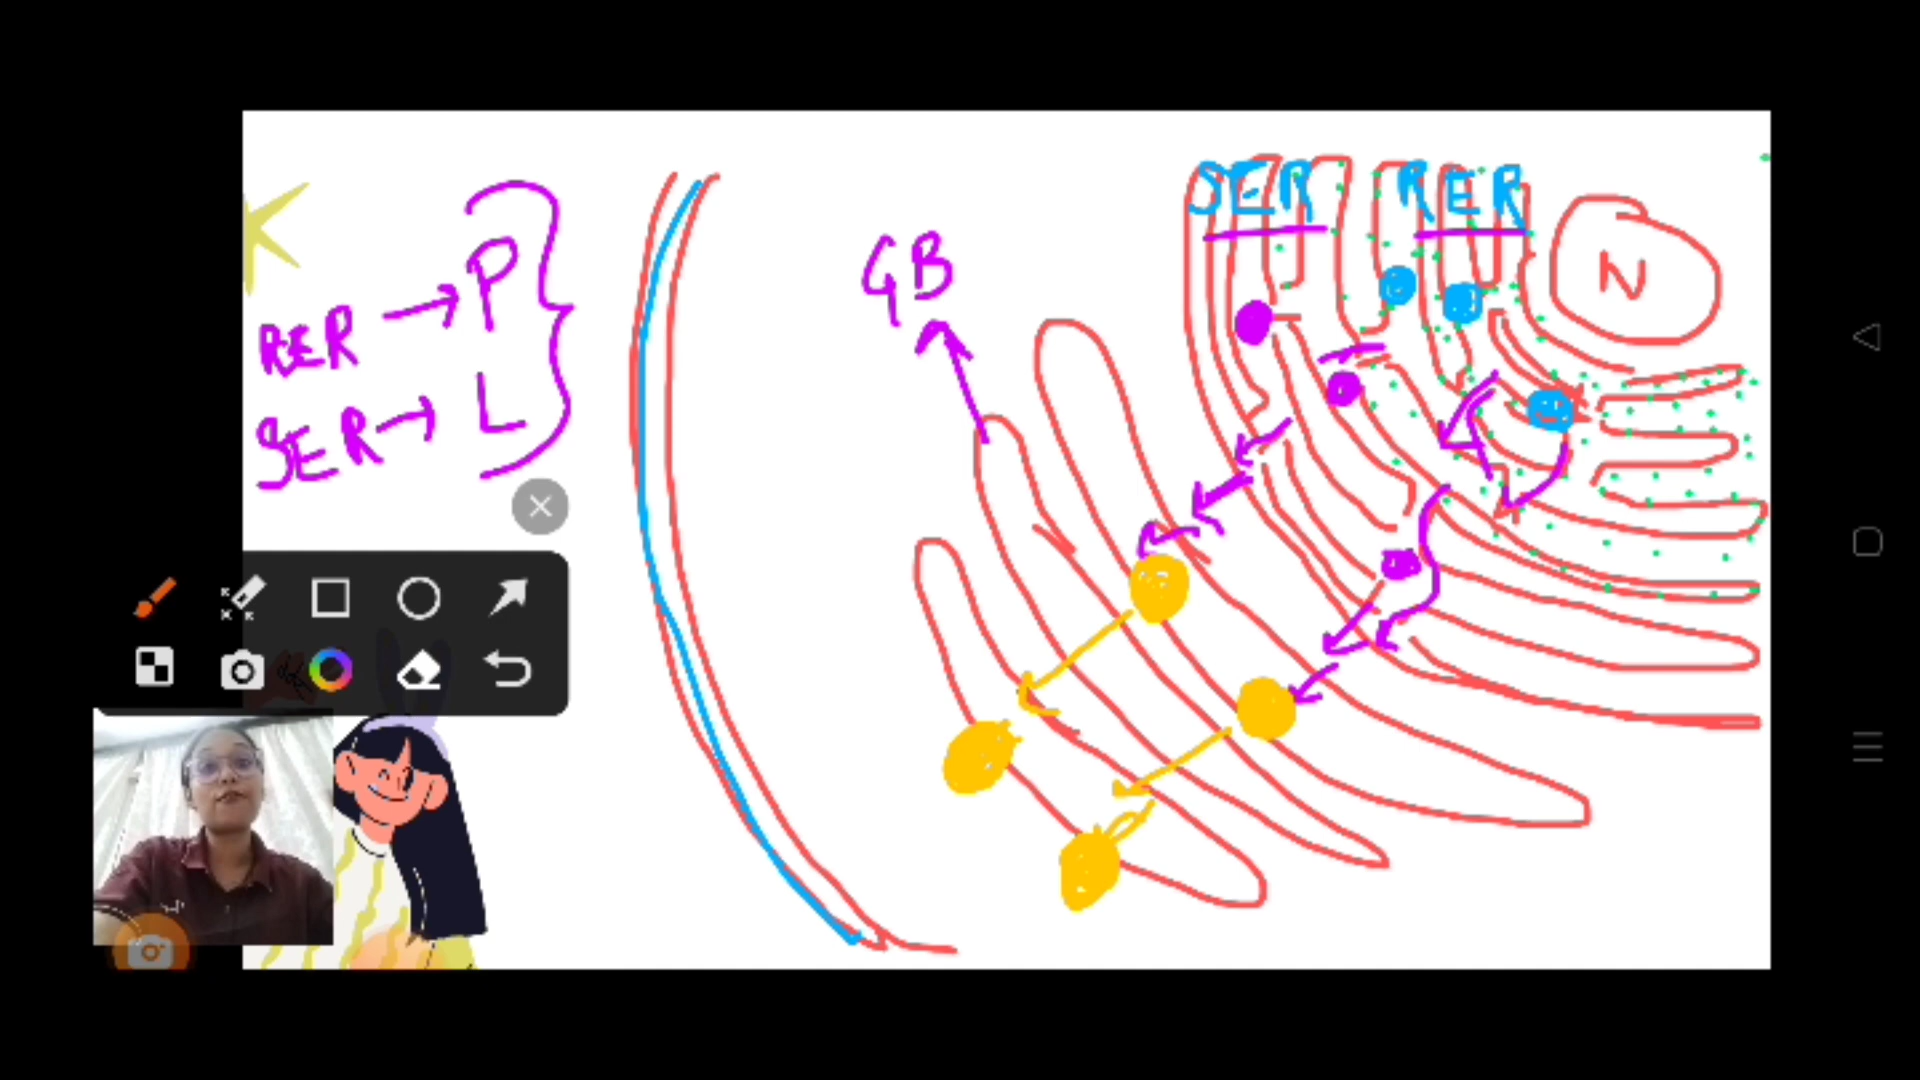 SER RER
N
GB
RER → P
SER → L